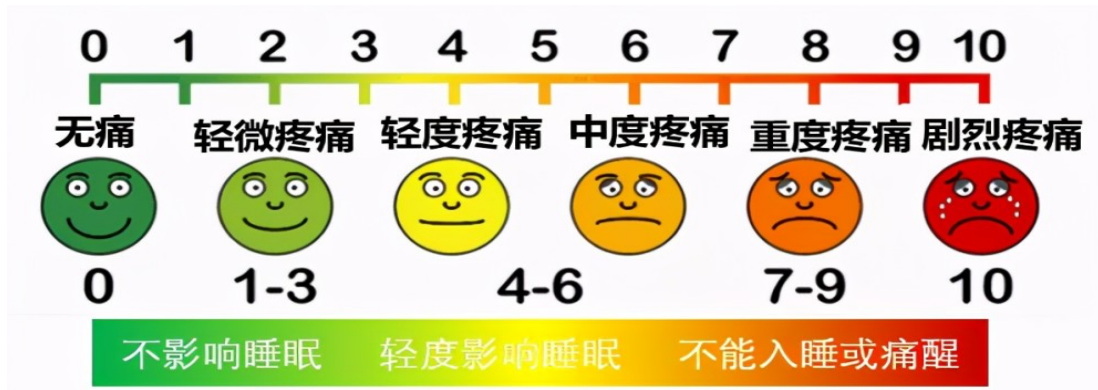 0 1 2 3 4 5 6 7 8 9 10
无痛 轻微疼痛 轻度疼痛 中度疼痛 重度疼痛 剧烈疼痛
0 1-3 4-6 7-9 10
不影响睡眠 轻度影响睡眠 不能入睡或痛醒